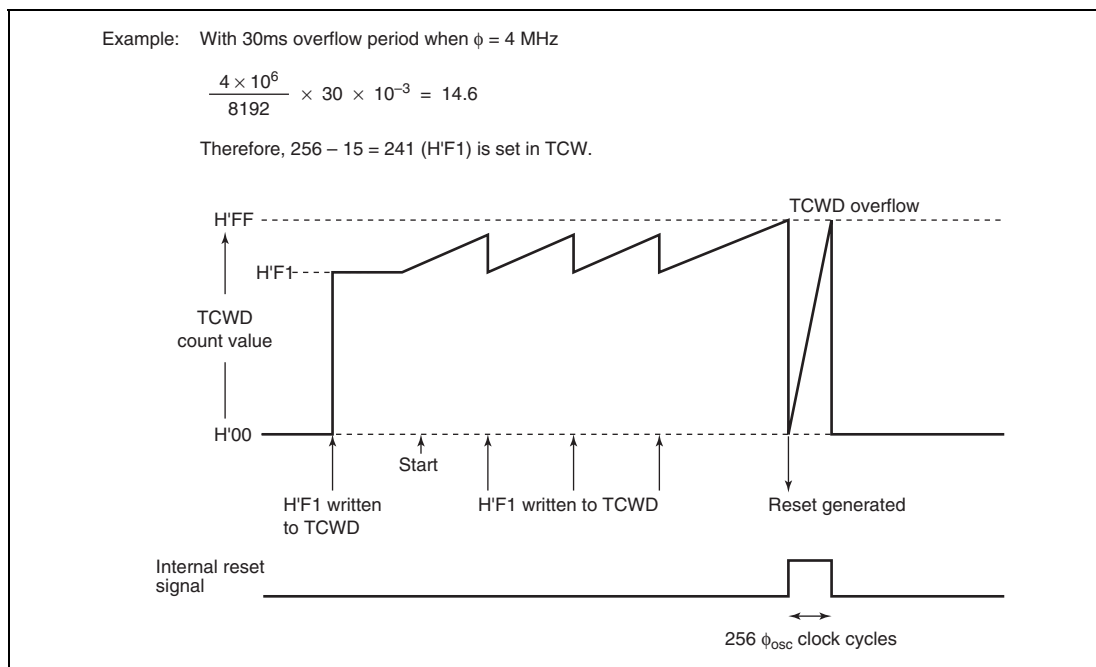 Example: With 30ms overflow period when ϕ = 4 MHz
4 × 10⁶
8192
× 30 × 10⁻³ = 14.6
Therefore, 256 – 15 = 241 (H'F1) is set in TCW.
TCWD overflow
H'FF
H'F1
TCWD
count value
H'00
Start
H'F1 written
to TCWD
H'F1 written to TCWD
Reset generated
Internal reset
signal
256 ϕosc clock cycles